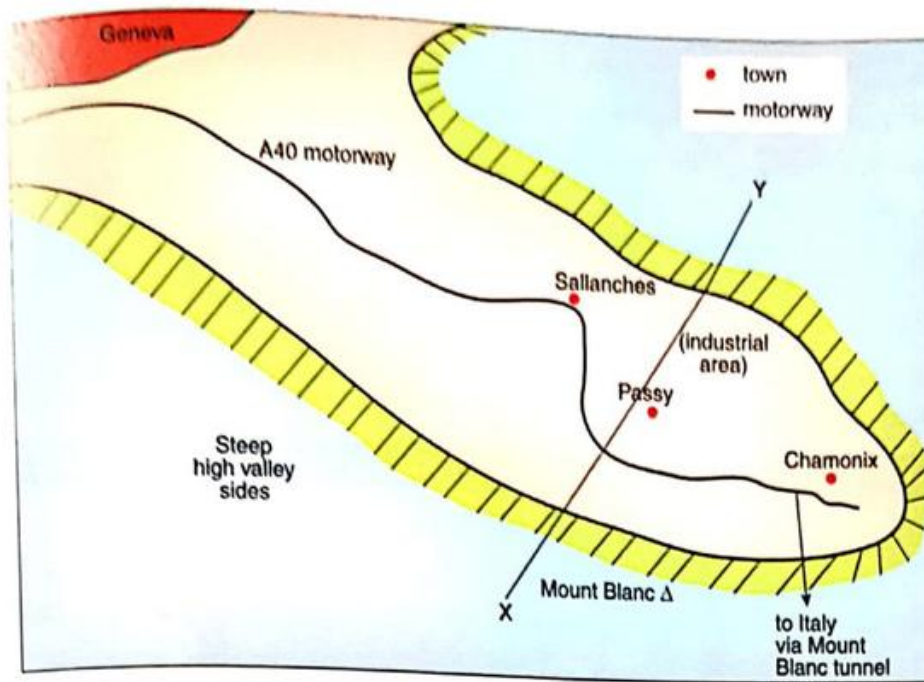 Geneva
town
motorway
A40 motorway
Y
Sallanches
(industrial
area)
Passy
Steep
high valley
sides
Chamonix
X
Mount Blanc Δ
to Italy
via Mount
Blanc tunnel